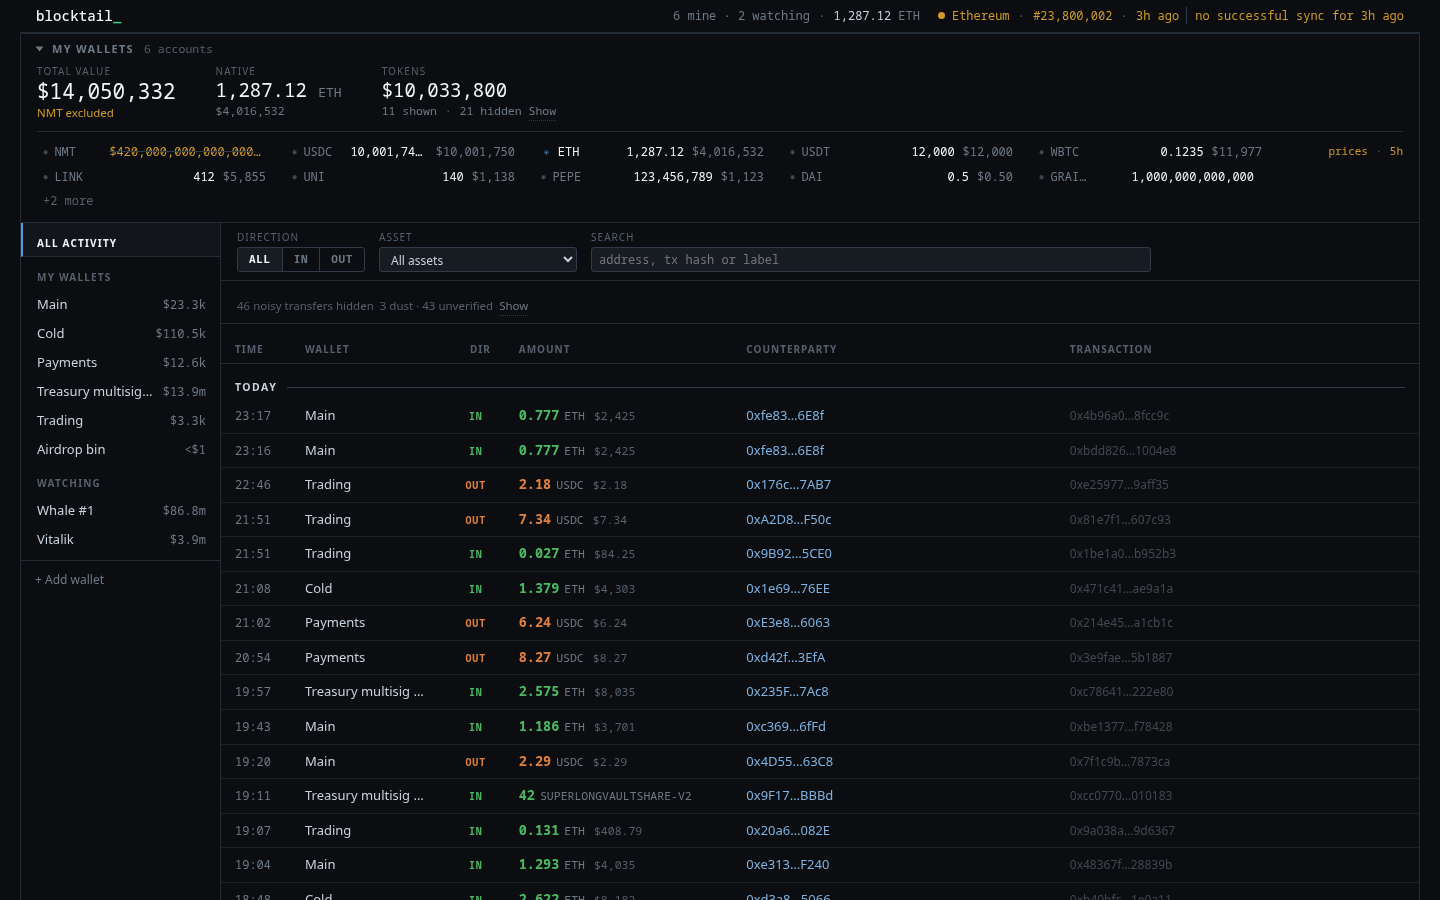 blocktail_
6 mine · 2 watching · 1,287.12 ETH ● Ethereum · #23,800,002 · 3h ago no successful sync for 3h ago
MY WALLETS 6 accounts
TOTAL VALUE NATIVE TOKENS
$14,050,332 1,287.12 ETH $10,033,800
NMT excluded $4,016,532 11 shown · 21 hidden Show
NMT $420,000,000,000,000… USDC 10,001,74… $10,001,750 ETH 1,287.12 $4,016,532 USDT 12,000 $12,000 WBTC 0.1235 $11,977 prices · 5h
LINK 412 $5,855 UNI 140 $1,138 PEPE 123,456,789 $1,123 DAI 0.5 $0.50 GRAI… 1,000,000,000,000
+2 more
ALL ACTIVITY
MY WALLETS
Main $23.3k
Cold $110.5k
Payments $12.6k
Treasury multisig… $13.9m
Trading $3.3k
Airdrop bin <$1
WATCHING
Whale #1 $86.8m
Vitalik $3.9m
+ Add wallet
DIRECTION ASSET SEARCH
ALL IN OUT All assets address, tx hash or label
46 noisy transfers hidden 3 dust · 43 unverified Show
TIME WALLET DIR AMOUNT COUNTERPARTY TRANSACTION
TODAY
23:17 Main IN 0.777 ETH $2,425 0xfe83…6E8f 0x4b96a0…8fcc9c
23:16 Main IN 0.777 ETH $2,425 0xfe83…6E8f 0xbdd826…1004e8
22:46 Trading OUT 2.18 USDC $2.18 0x176c…7AB7 0xe25977…9aff35
21:51 Trading OUT 7.34 USDC $7.34 0xA2D8…F50c 0x81e7f1…607c93
21:51 Trading IN 0.027 ETH $84.25 0x9B92…5CE0 0x1be1a0…b952b3
21:08 Cold IN 1.379 ETH $4,303 0x1e69…76EE 0x471c41…ae9a1a
21:02 Payments OUT 6.24 USDC $6.24 0xE3e8…6063 0x214e45…a1cb1c
20:54 Payments OUT 8.27 USDC $8.27 0xd42f…3EfA 0x3e9fae…5b1887
19:57 Treasury multisig … IN 2.575 ETH $8,035 0x235F…7Ac8 0xc78641…222e80
19:43 Main IN 1.186 ETH $3,701 0xc369…6fFd 0xbe1377…f78428
19:20 Main OUT 2.29 USDC $2.29 0x4D55…63C8 0x7f1c9b…7873ca
19:11 Treasury multisig … IN 42 SUPERLONGVAULTSHARE-V2 0x9F17…BBBd 0xcc0770…010183
19:07 Trading IN 0.131 ETH $408.79 0x20a6…082E 0x9a038a…9d6367
19:04 Main IN 1.293 ETH $4,035 0xe313…F240 0x48367f…28839b
18:48 Cold IN 2.622 ETH $8,182